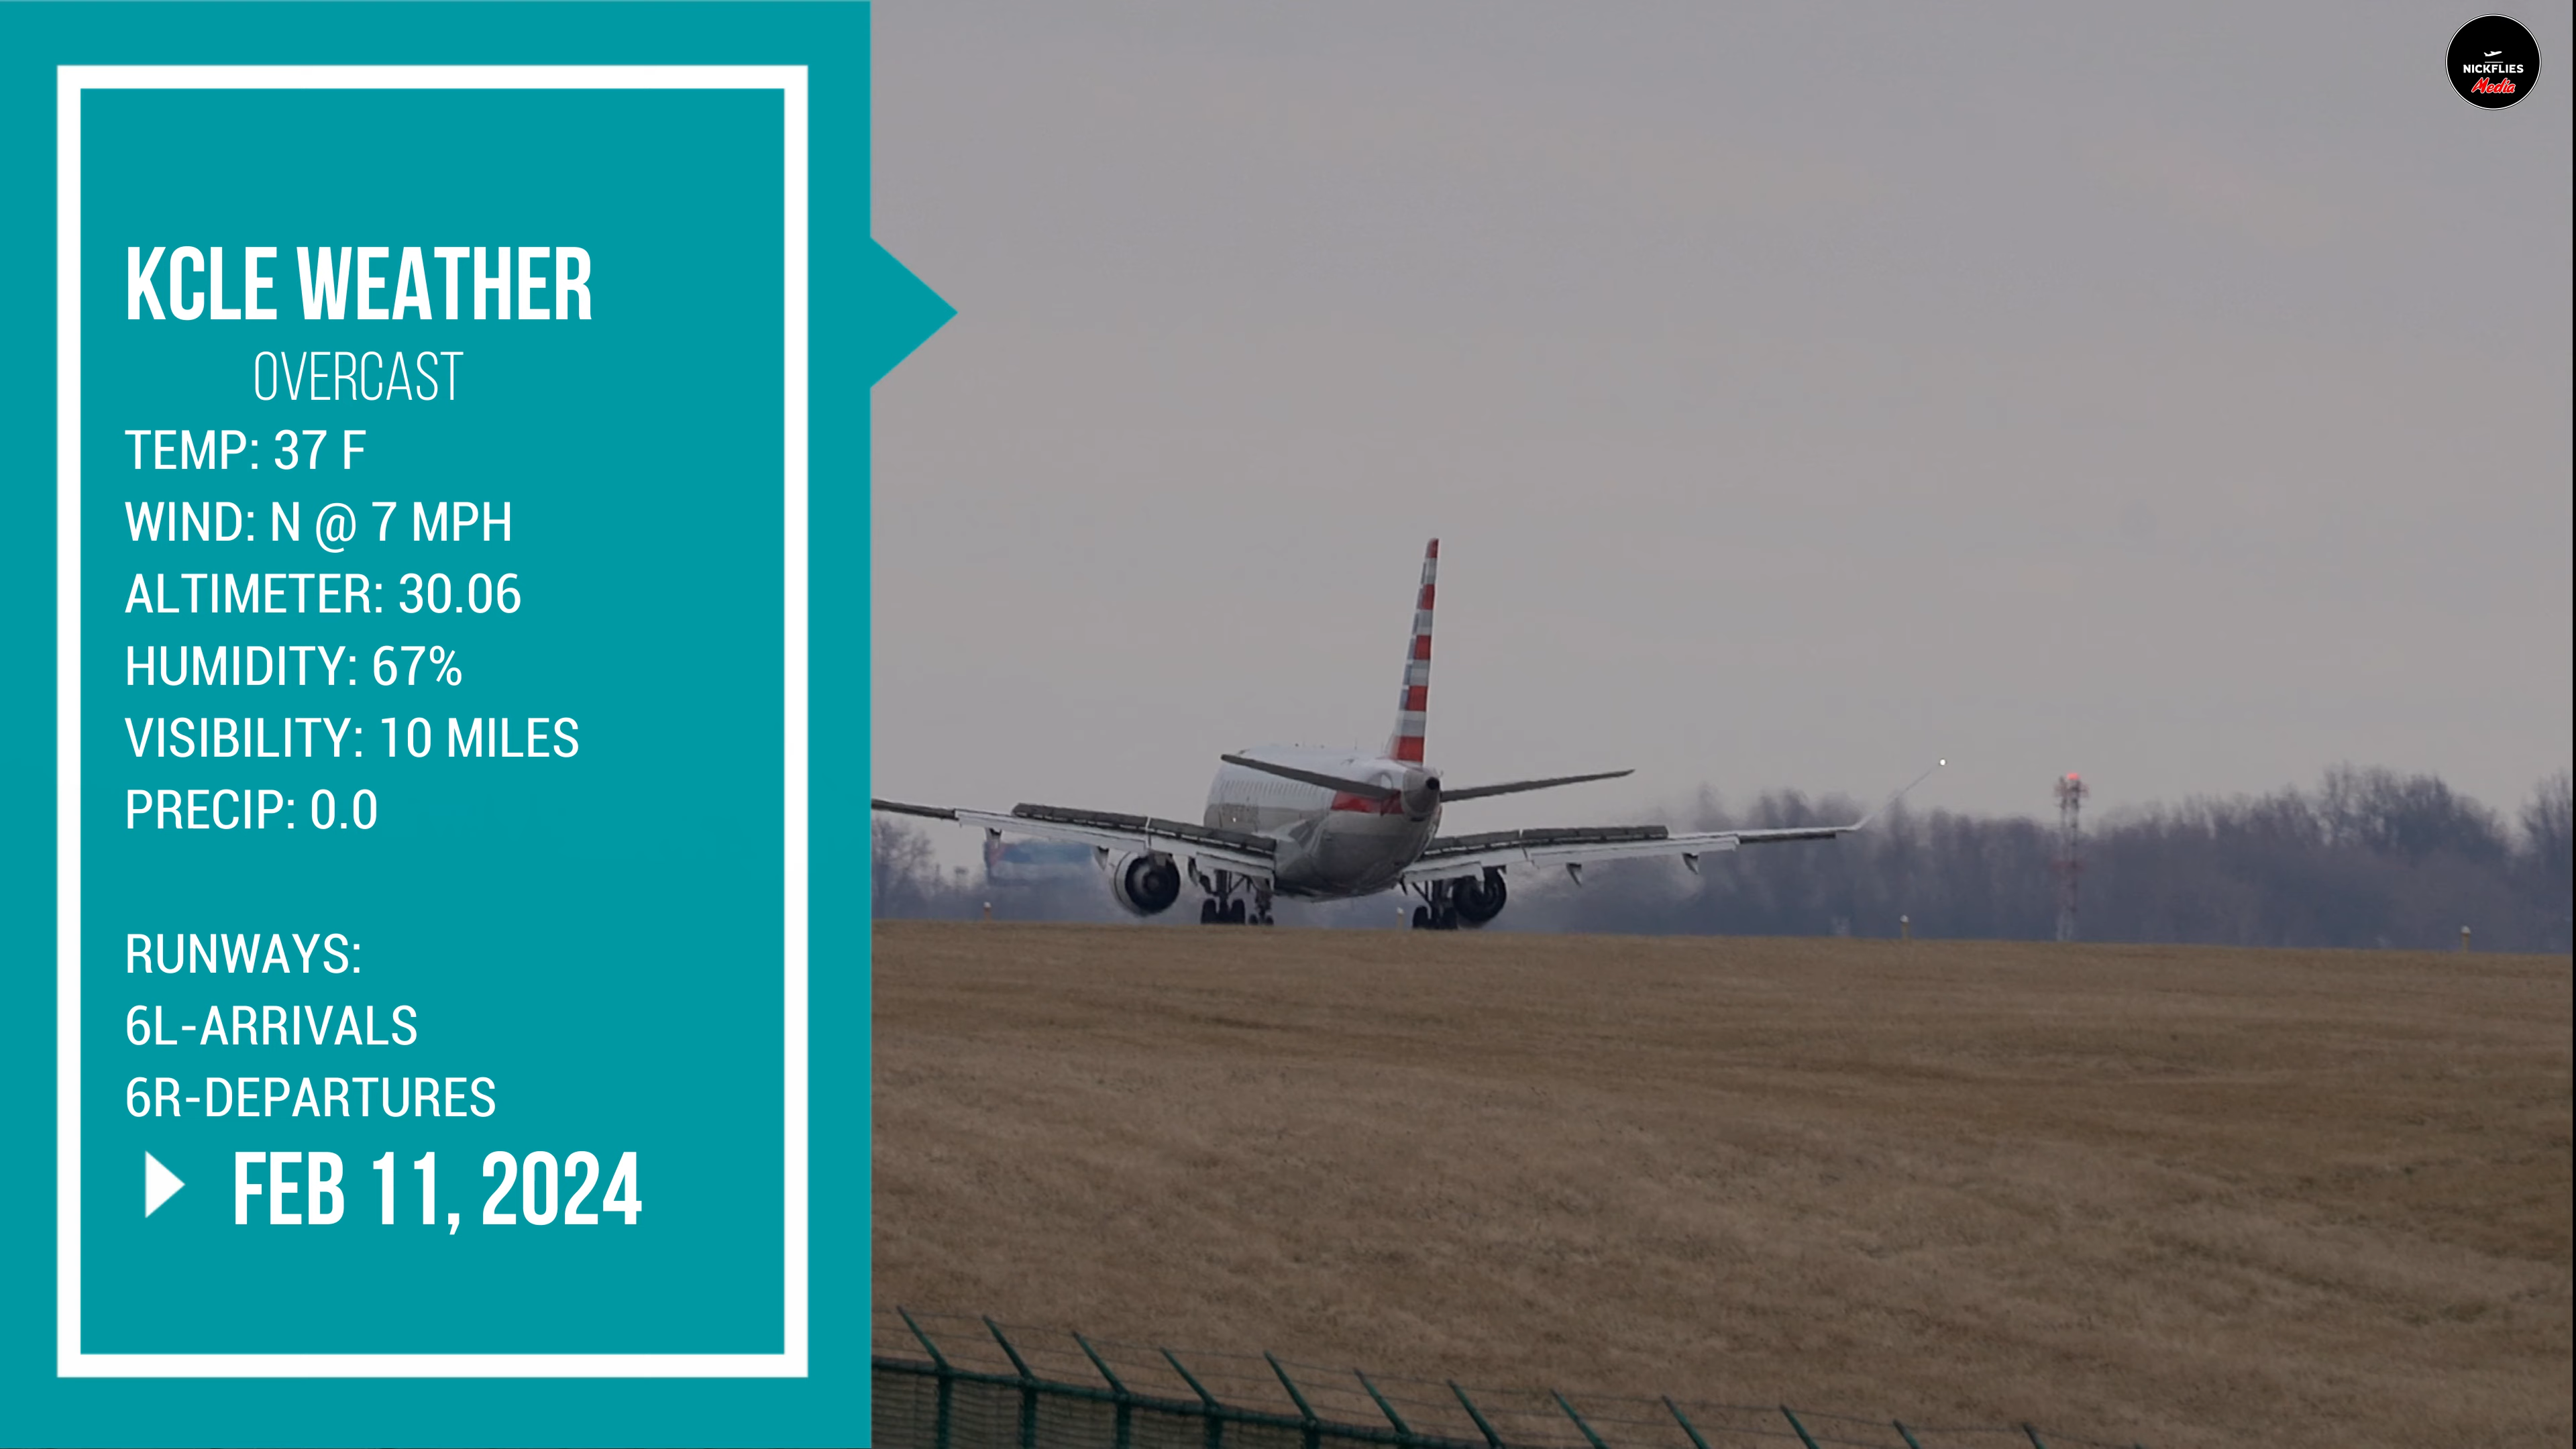 KCLE WEATHER
OVERCAST
TEMP: 37 F
WIND: N @ 7 MPH
ALTIMETER: 30.06
HUMIDITY: 67%
VISIBILITY: 10 MILES
PRECIP: 0.0
RUNWAYS:
6L-ARRIVALS
6R-DEPARTURES
FEB 11, 2024
NICKFLIES
Media